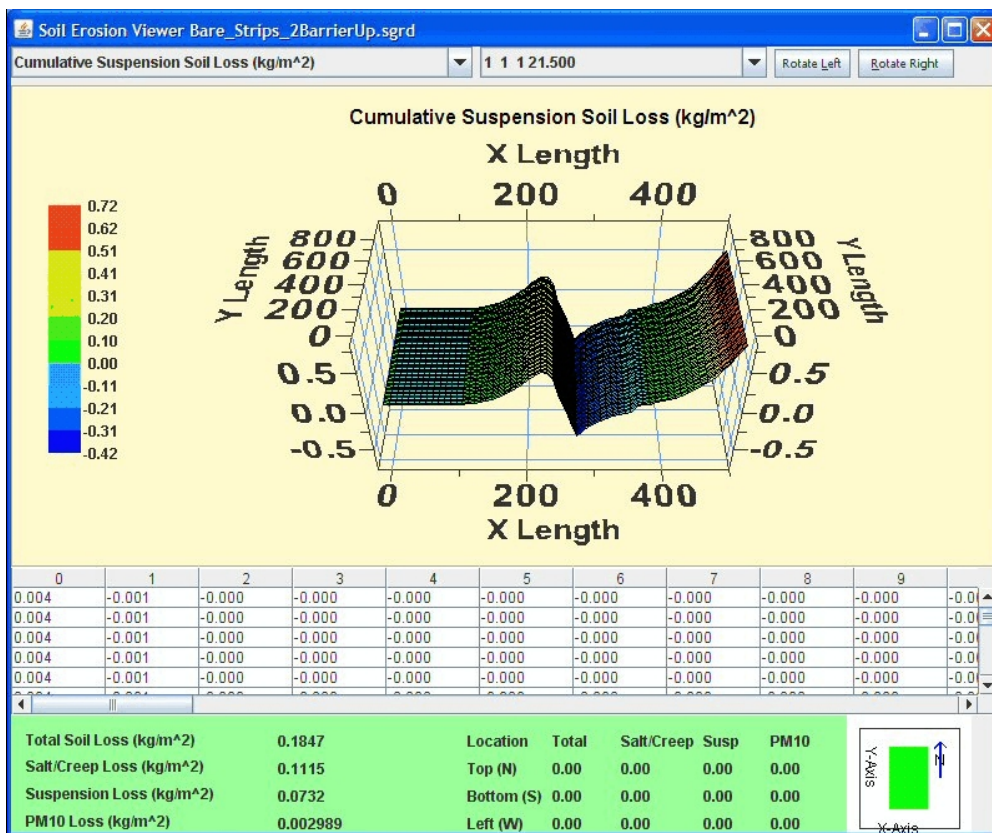 Soil Erosion Viewer Bare_Strips_2BarrierUp.sgrd
Cumulative Suspension Soil Loss (kg/m^2) 1 1 1 21.500 Rotate Left Rotate Right
Cumulative Suspension Soil Loss (kg/m^2)
X Length
0 200 400
0.72
0.62
0.51
0.41
0.31
0.20
0.10
0.00
-0.11
-0.21
-0.31
-0.42
Y Length
800
600
400
200
0
0.5
0.0
-0.5
800
600
400
200
0
0.5
0.0
-0.5
Y Length
0 200 400
X Length
0 1 2 3 4 5 6 7 8 9
0.004 -0.001 -0.000 -0.000 -0.000 -0.000 -0.000 -0.000 -0.000 -0.000
0.004 -0.001 -0.000 -0.000 -0.000 -0.000 -0.000 -0.000 -0.000 -0.000
0.004 -0.001 -0.000 -0.000 -0.000 -0.000 -0.000 -0.000 -0.000 -0.000
0.004 -0.001 -0.000 -0.000 -0.000 -0.000 -0.000 -0.000 -0.000 -0.000
0.004 -0.001 -0.000 -0.000 -0.000 -0.000 -0.000 -0.000 -0.000 -0.000
Total Soil Loss (kg/m^2) 0.1847 Location Total Salt/Creep Susp PM10
Salt/Creep Loss (kg/m^2) 0.1115 Top (N) 0.00 0.00 0.00 0.00
Suspension Loss (kg/m^2) 0.0732 Bottom (S) 0.00 0.00 0.00 0.00
PM10 Loss (kg/m^2) 0.002989 Left (W) 0.00 0.00 0.00 0.00
Y-Axis
N
X-Axis